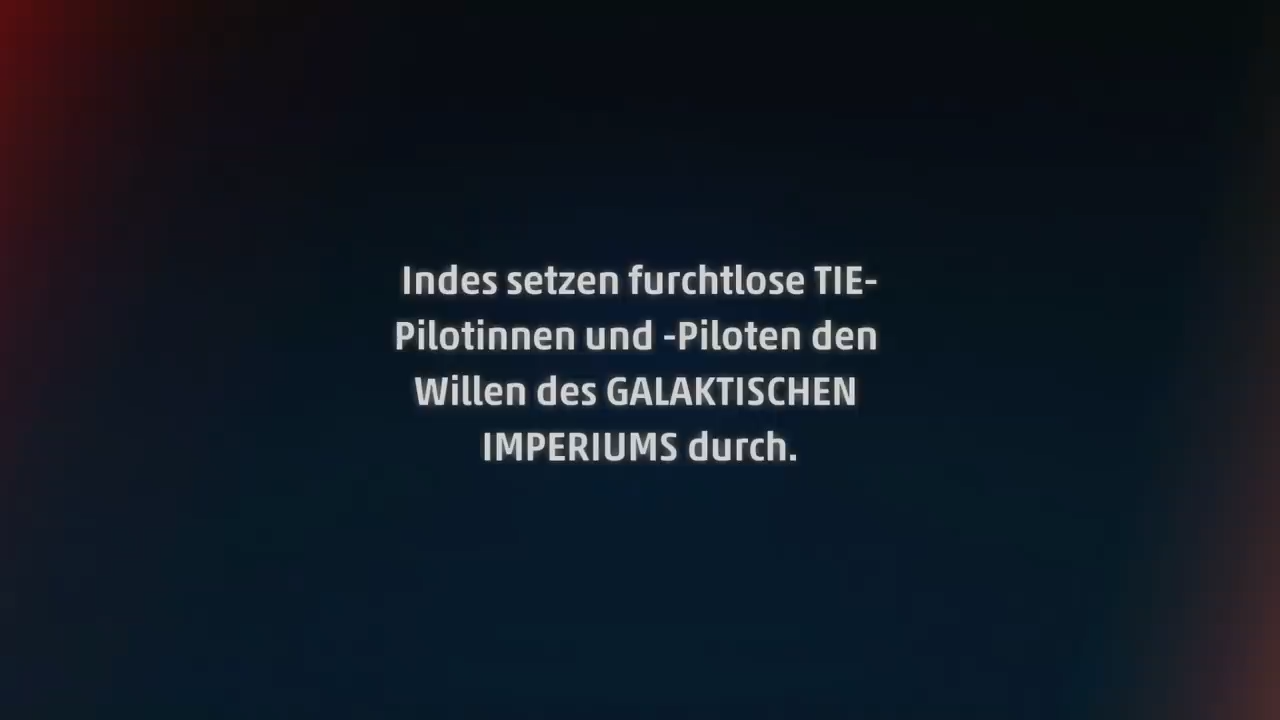 Indes setzen furchtlose TIE-
Pilotinnen und -Piloten den
Willen des GALAKTISCHEN
IMPERIUMS durch.